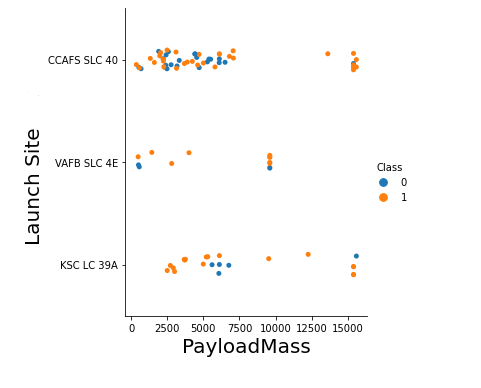 CCAFS SLC 40
VAFB SLC 4E
KSC LC 39A
Launch Site
0 2500 5000 7500 10000 12500 15000
PayloadMass
Class
0
1